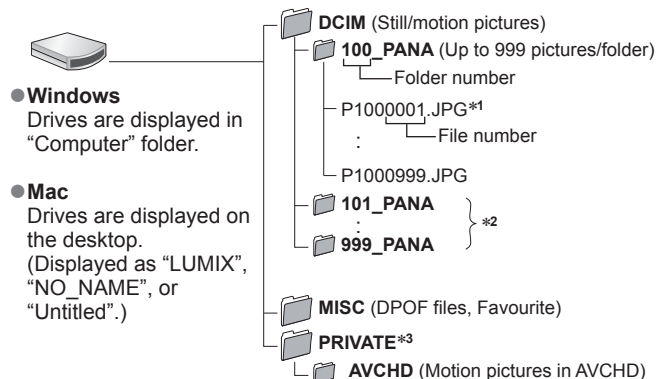 DCIM (Still/motion pictures)
100_PANA (Up to 999 pictures/folder)
Folder number
P1000001.JPG*1
File number
:
P1000999.JPG
101_PANA
:
999_PANA
*2
MISC (DPOF files, Favourite)
PRIVATE*3
AVCHD (Motion pictures in AVCHD)
●Windows
Drives are displayed in
“Computer” folder.
●Mac
Drives are displayed on
the desktop.
(Displayed as “LUMIX”,
“NO_NAME”, or
“Untitled”.)